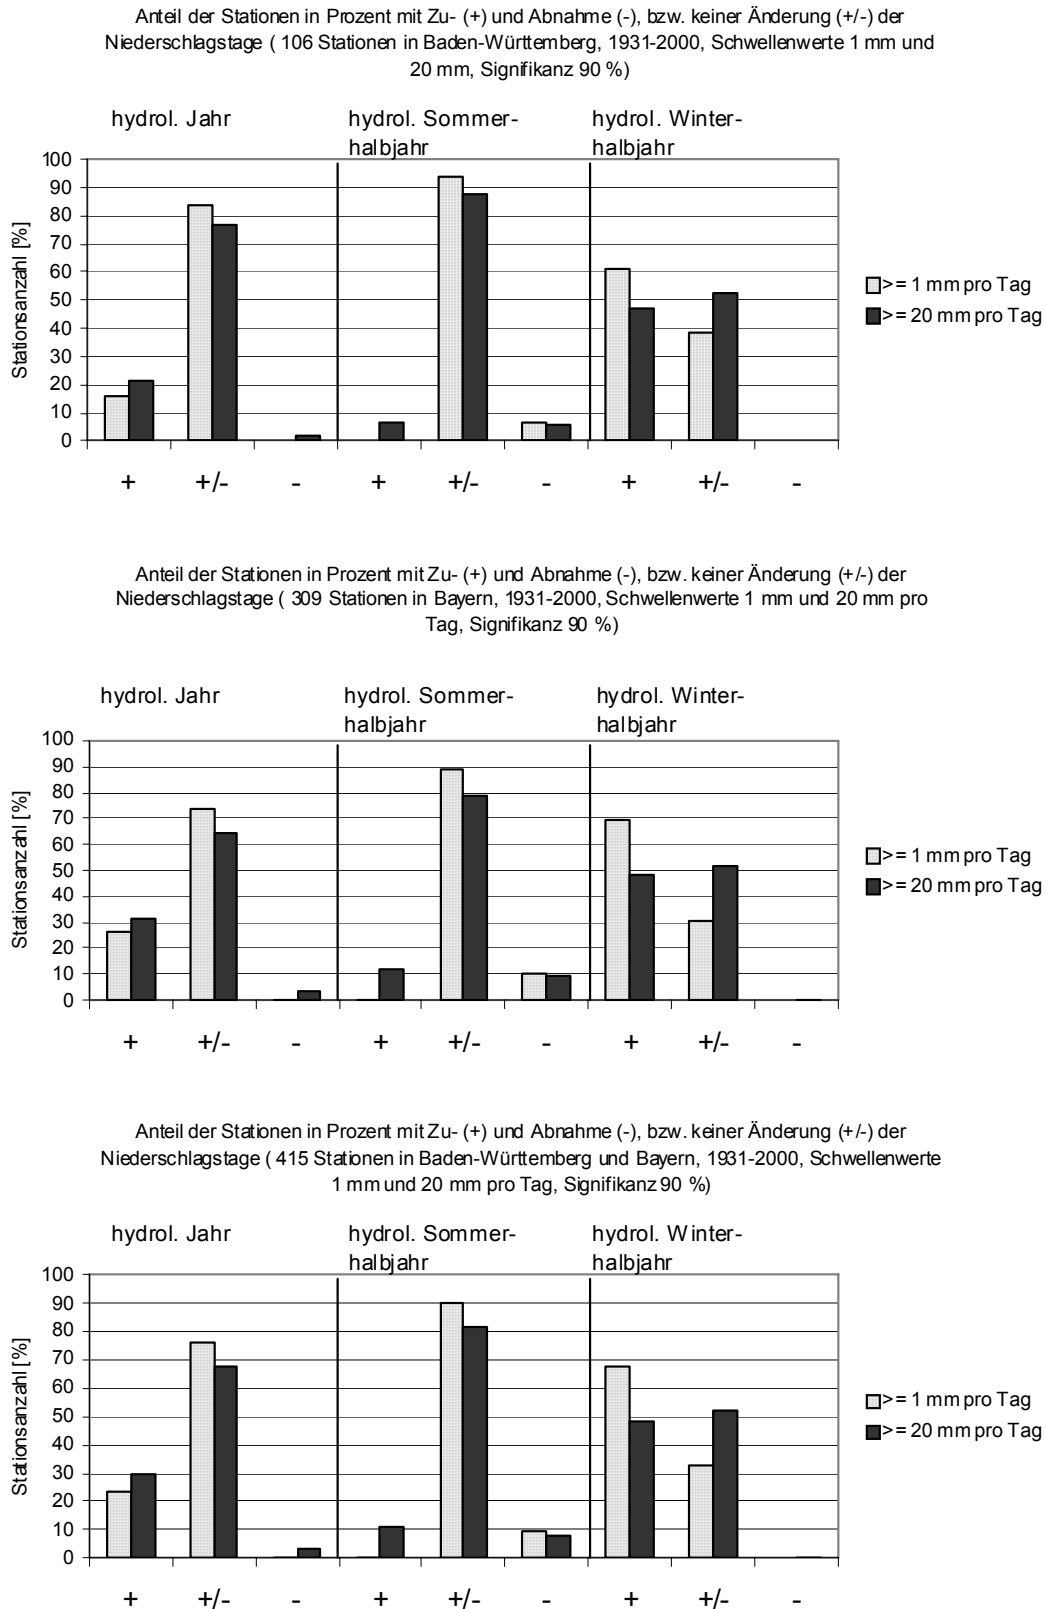 Anteil der Stationen in Prozent mit Zu- (+) und Abnahme (-), bzw. keiner Änderung (+/-) der
Niederschlagstage ( 106 Stationen in Baden-Württemberg, 1931-2000, Schwellenwerte 1 mm und
20 mm, Signifikanz 90 %)
hydrol. Jahr
hydrol. Sommer-
halbjahr
hydrol. Winter-
halbjahr
Stationsanzahl [%]
100
90
80
70
60
50
40
30
20
10
0
>= 1 mm pro Tag
>= 20 mm pro Tag
+ +/- - + +/- - + +/- -
Anteil der Stationen in Prozent mit Zu- (+) und Abnahme (-), bzw. keiner Änderung (+/-) der
Niederschlagstage ( 309 Stationen in Bayern, 1931-2000, Schwellenwerte 1 mm und 20 mm pro
Tag, Signifikanz 90 %)
hydrol. Jahr
hydrol. Sommer-
halbjahr
hydrol. Winter-
halbjahr
Stationsanzahl [%]
100
90
80
70
60
50
40
30
20
10
0
>= 1 mm pro Tag
>= 20 mm pro Tag
+ +/- - + +/- - + +/- -
Anteil der Stationen in Prozent mit Zu- (+) und Abnahme (-), bzw. keiner Änderung (+/-) der
Niederschlagstage ( 415 Stationen in Baden-Württemberg und Bayern, 1931-2000, Schwellenwerte
1 mm und 20 mm pro Tag, Signifikanz 90 %)
hydrol. Jahr
hydrol. Sommer-
halbjahr
hydrol. Winter-
halbjahr
Stationsanzahl [%]
100
90
80
70
60
50
40
30
20
10
0
>= 1 mm pro Tag
>= 20 mm pro Tag
+ +/- - + +/- - + +/- -